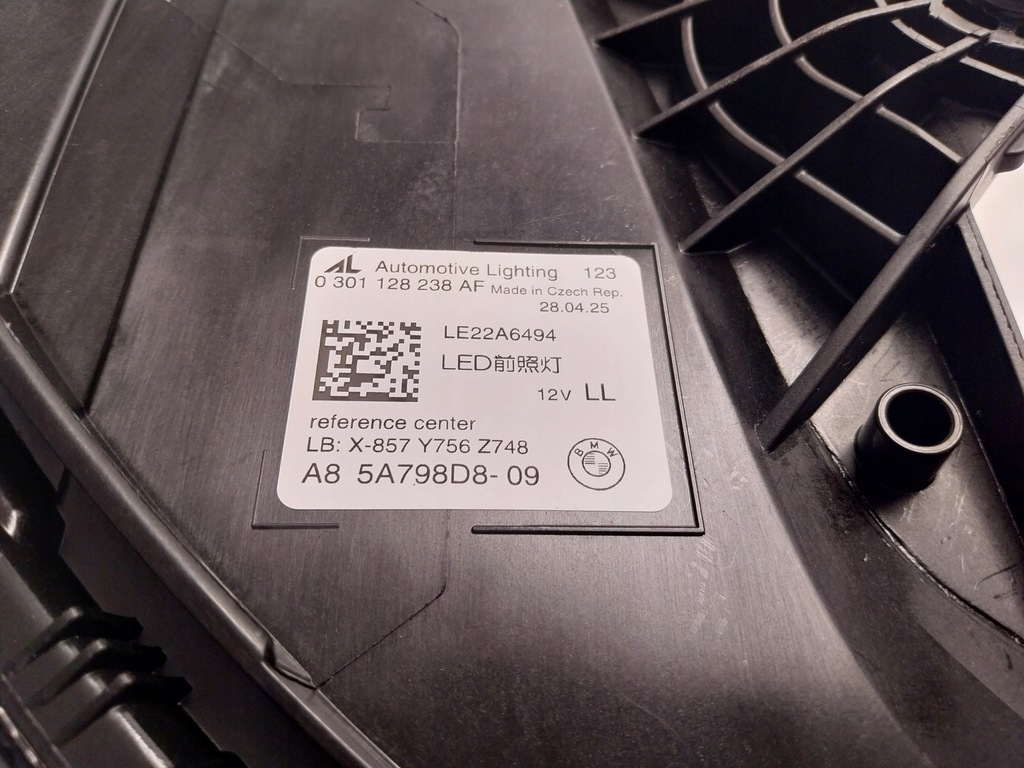 AL Automotive Lighting 123
0 301 128 238 AF Made in Czech Rep.
28.04.25
LE22A6494
LED前照灯
12V LL
reference center
LB: X-857 Y756 Z748
A8 5A798D8-09
BMW